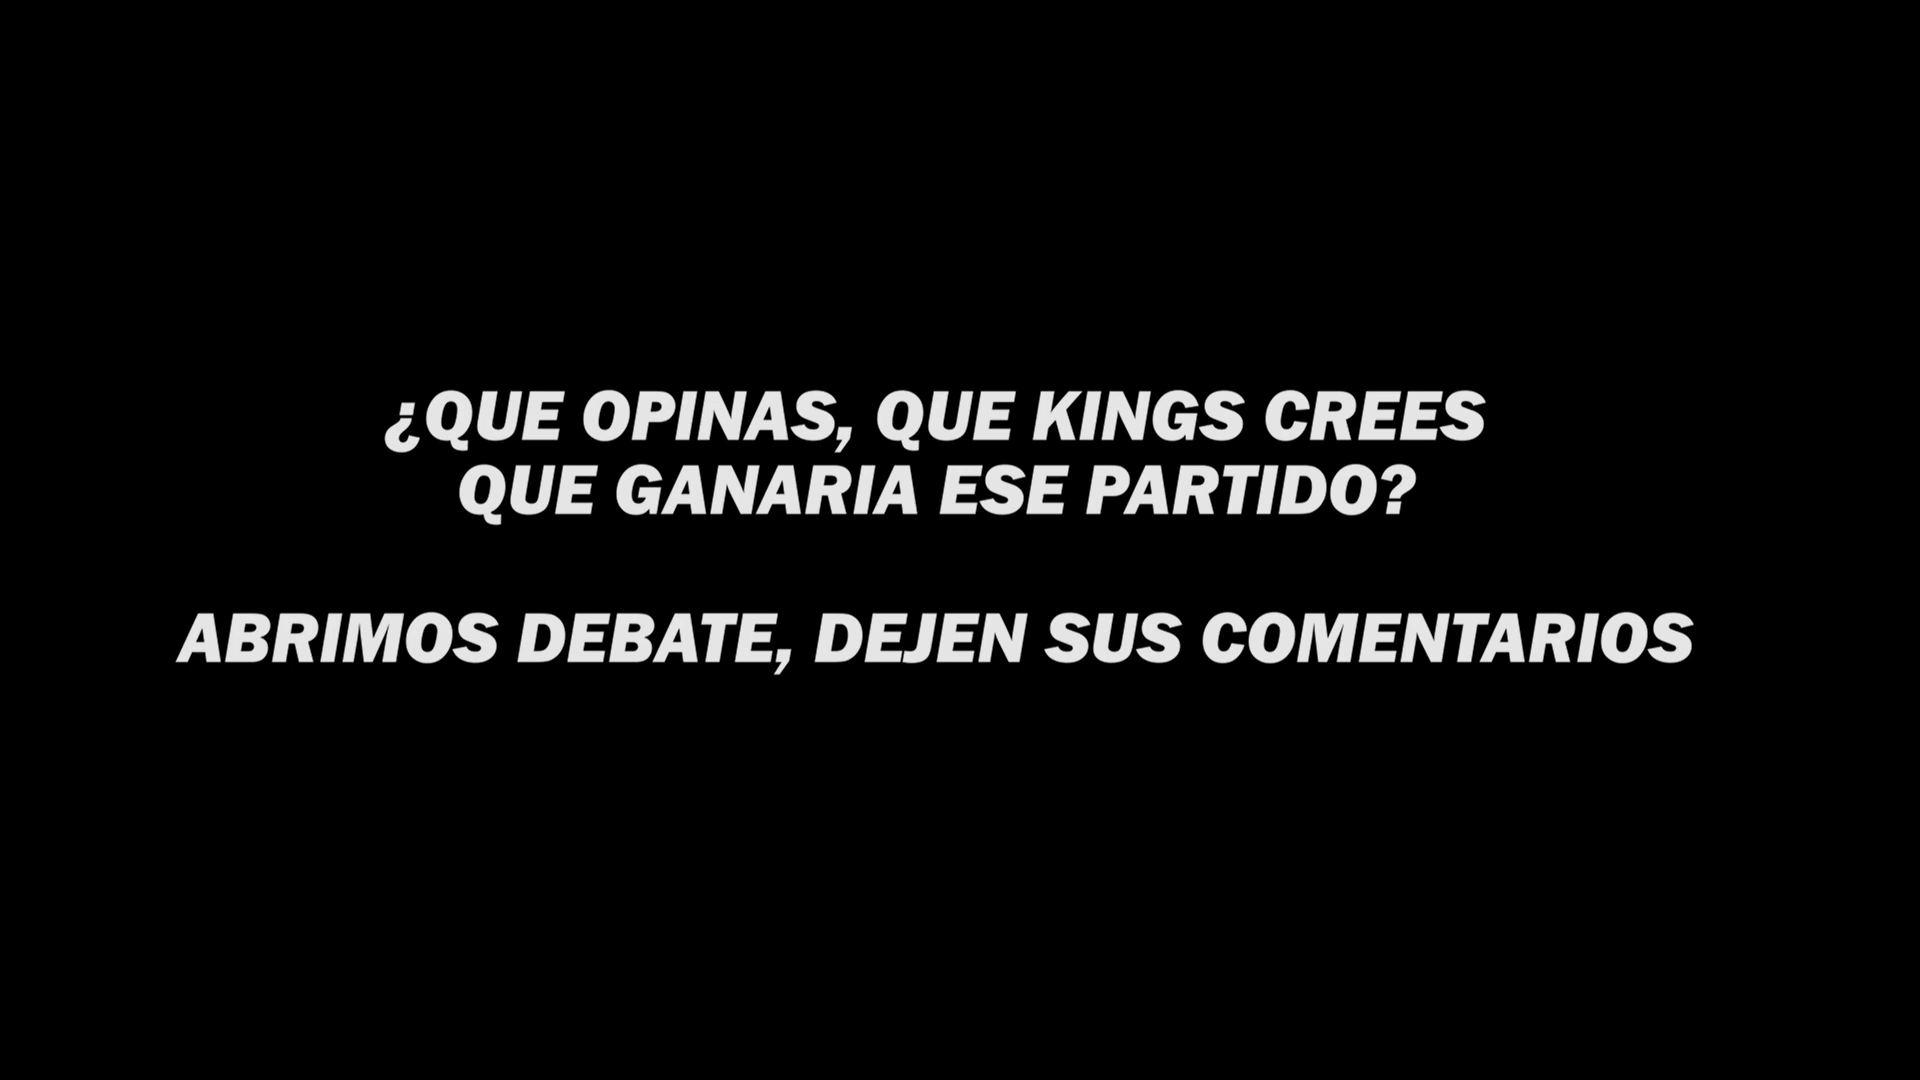 ¿QUE OPINAS, QUE KINGS CREES
QUE GANARIA ESE PARTIDO?
ABRIMOS DEBATE, DEJEN SUS COMENTARIOS